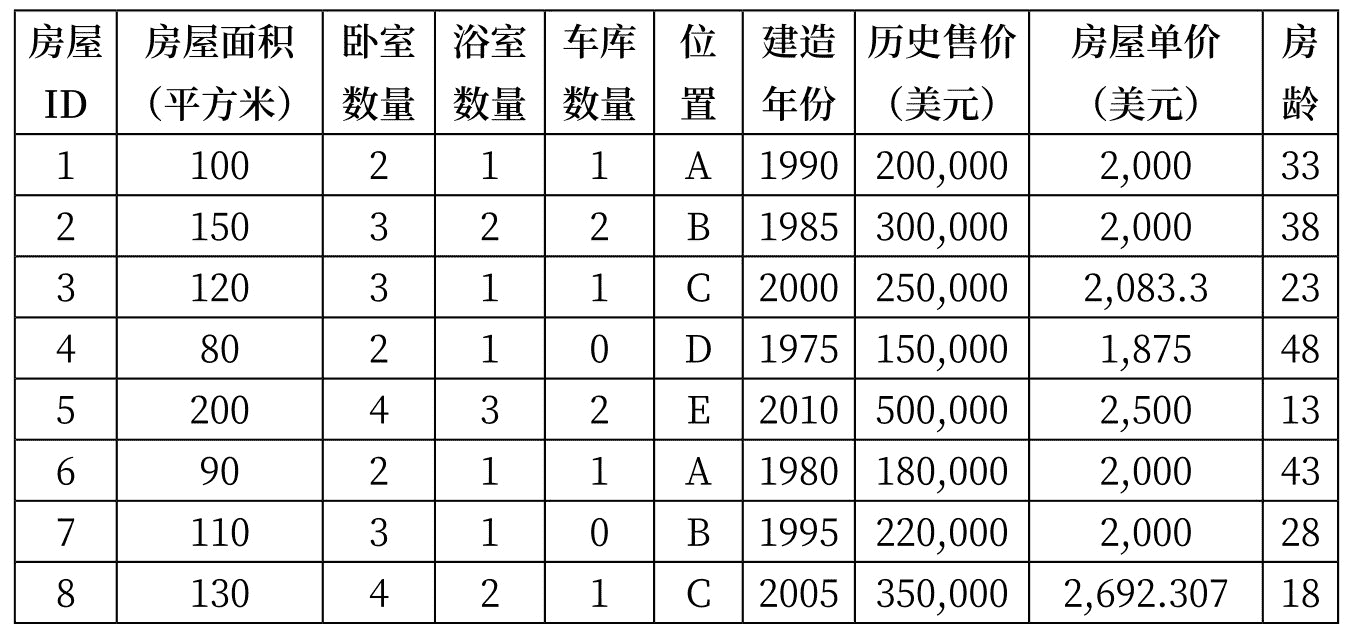 房屋ID 房屋面积（平方米） 卧室数量 浴室数量 车库数量 位置 建造年份 历史售价（美元） 房屋单价（美元） 房龄
1 100 2 1 1 A 1990 200,000 2,000 33
2 150 3 2 2 B 1985 300,000 2,000 38
3 120 3 1 1 C 2000 250,000 2,083.3 23
4 80 2 1 0 D 1975 150,000 1,875 48
5 200 4 3 2 E 2010 500,000 2,500 13
6 90 2 1 1 A 1980 180,000 2,000 43
7 110 3 1 0 B 1995 220,000 2,000 28
8 130 4 2 1 C 2005 350,000 2,692.307 18